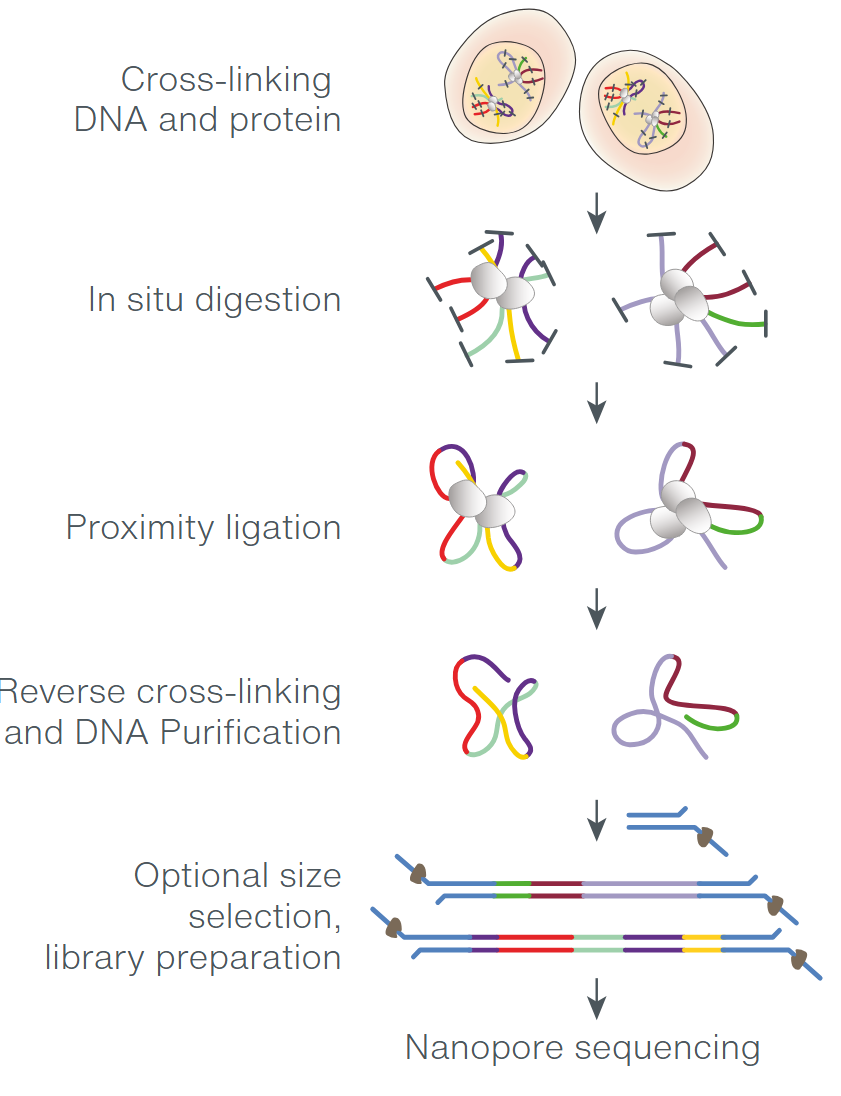 Cross-linking
DNA and protein
In situ digestion
Proximity ligation
Reverse cross-linking
and DNA Purification
Optional size
selection,
library preparation
Nanopore sequencing